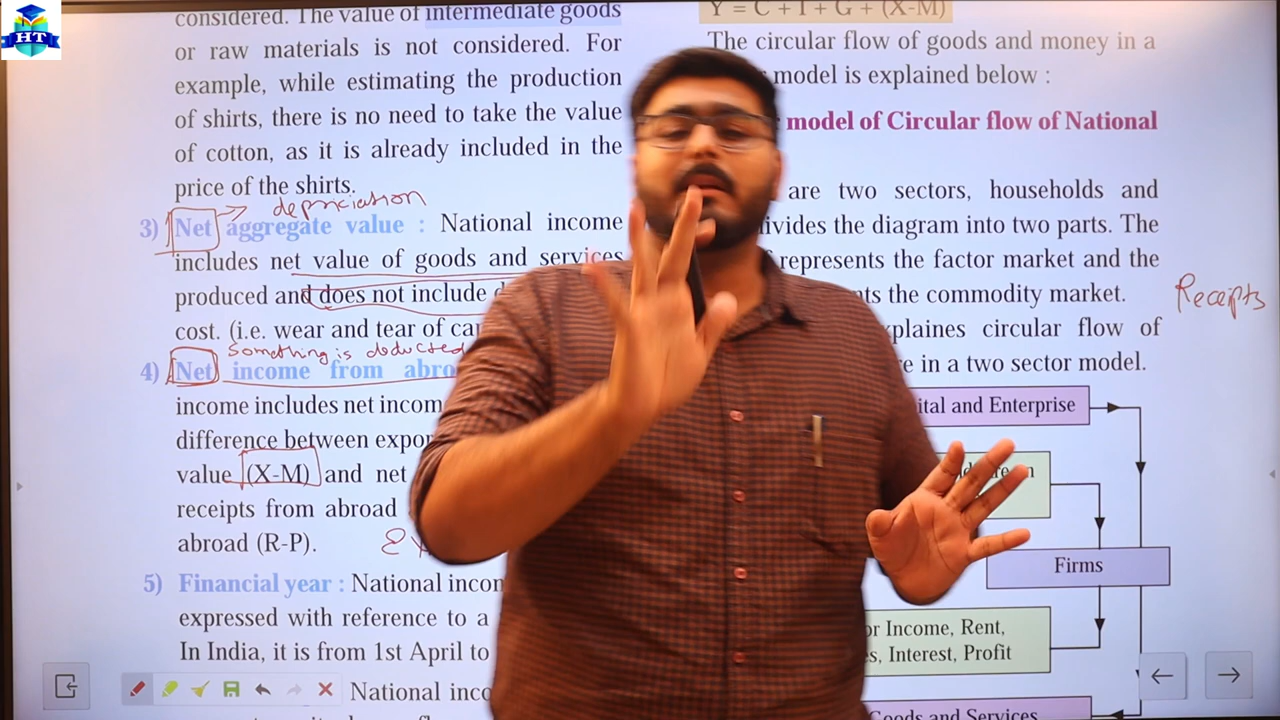 HT
considered. The value of intermediate goods
or raw materials is not considered. For
example, while estimating the production
of shirts, there is no need to take the value
of cotton, as it is already included in the
price of the shirts.
depriciation
3) Net aggregate value : National income
includes net value of goods and services
produced and does not include
cost. (i.e. wear and tear of
Something is deducted
4) Net income from
income includes net
difference between
value (X-M) and net
receipts from abroad
abroad (R-P).
5) Financial year : National
expressed with reference to a
In India, it is from 1st April to
National
Y = C + I + G + (X-M)
The circular flow of goods and money in a
model is explained below :
model of Circular flow of National
are two sectors, households and
divides the diagram into two parts. The
represents the factor market and the
the commodity market.
circular flow of
in a two sector model.
Receipts
and Enterprise
Firms
Income, Rent,
Interest, Profit
Goods and Services